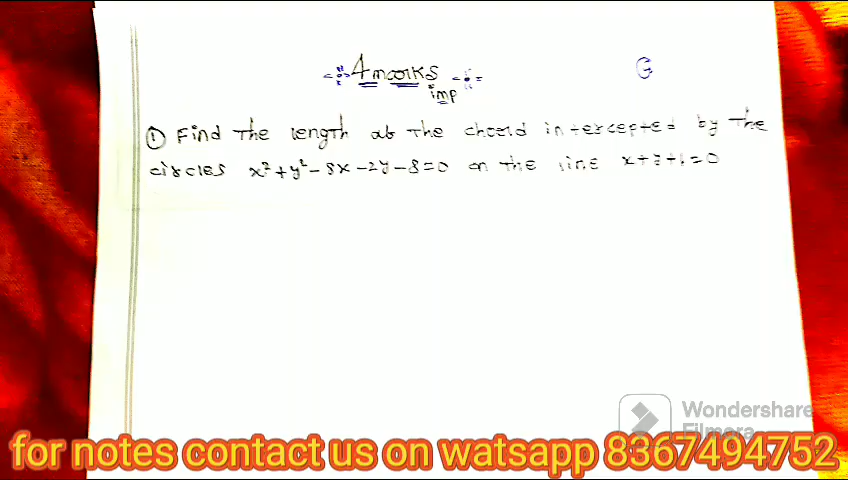 4 marks
imp
① Find the length of the chord intercepted by the
circles x²+y²-8x-2y-8=0 on the line x+y+1=0
Wondershare
Filmora
for notes contact us on watsapp 8367494752